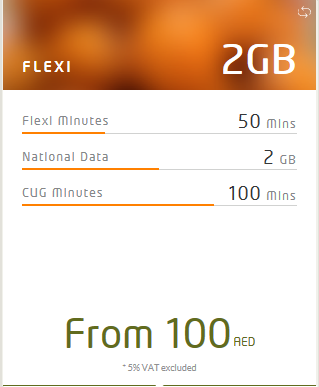 FLEXI 2GB
Flexi Minutes 50 Mins
National Data 2 GB
CUG Minutes 100 Mins
From 100 AED
* 5% VAT excluded